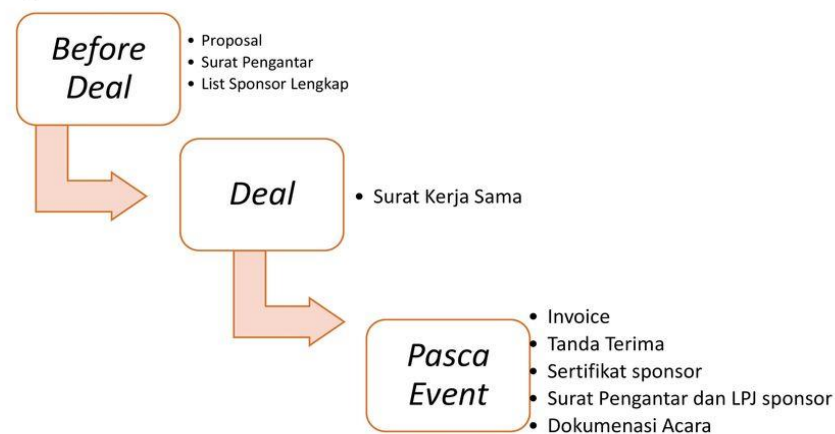 Before
Deal
• Proposal
• Surat Pengantar
• List Sponsor Lengkap
Deal
• Surat Kerja Sama
Pasca
Event
• Invoice
• Tanda Terima
• Sertifikat sponsor
• Surat Pengantar dan LPJ sponsor
• Dokumenasi Acara